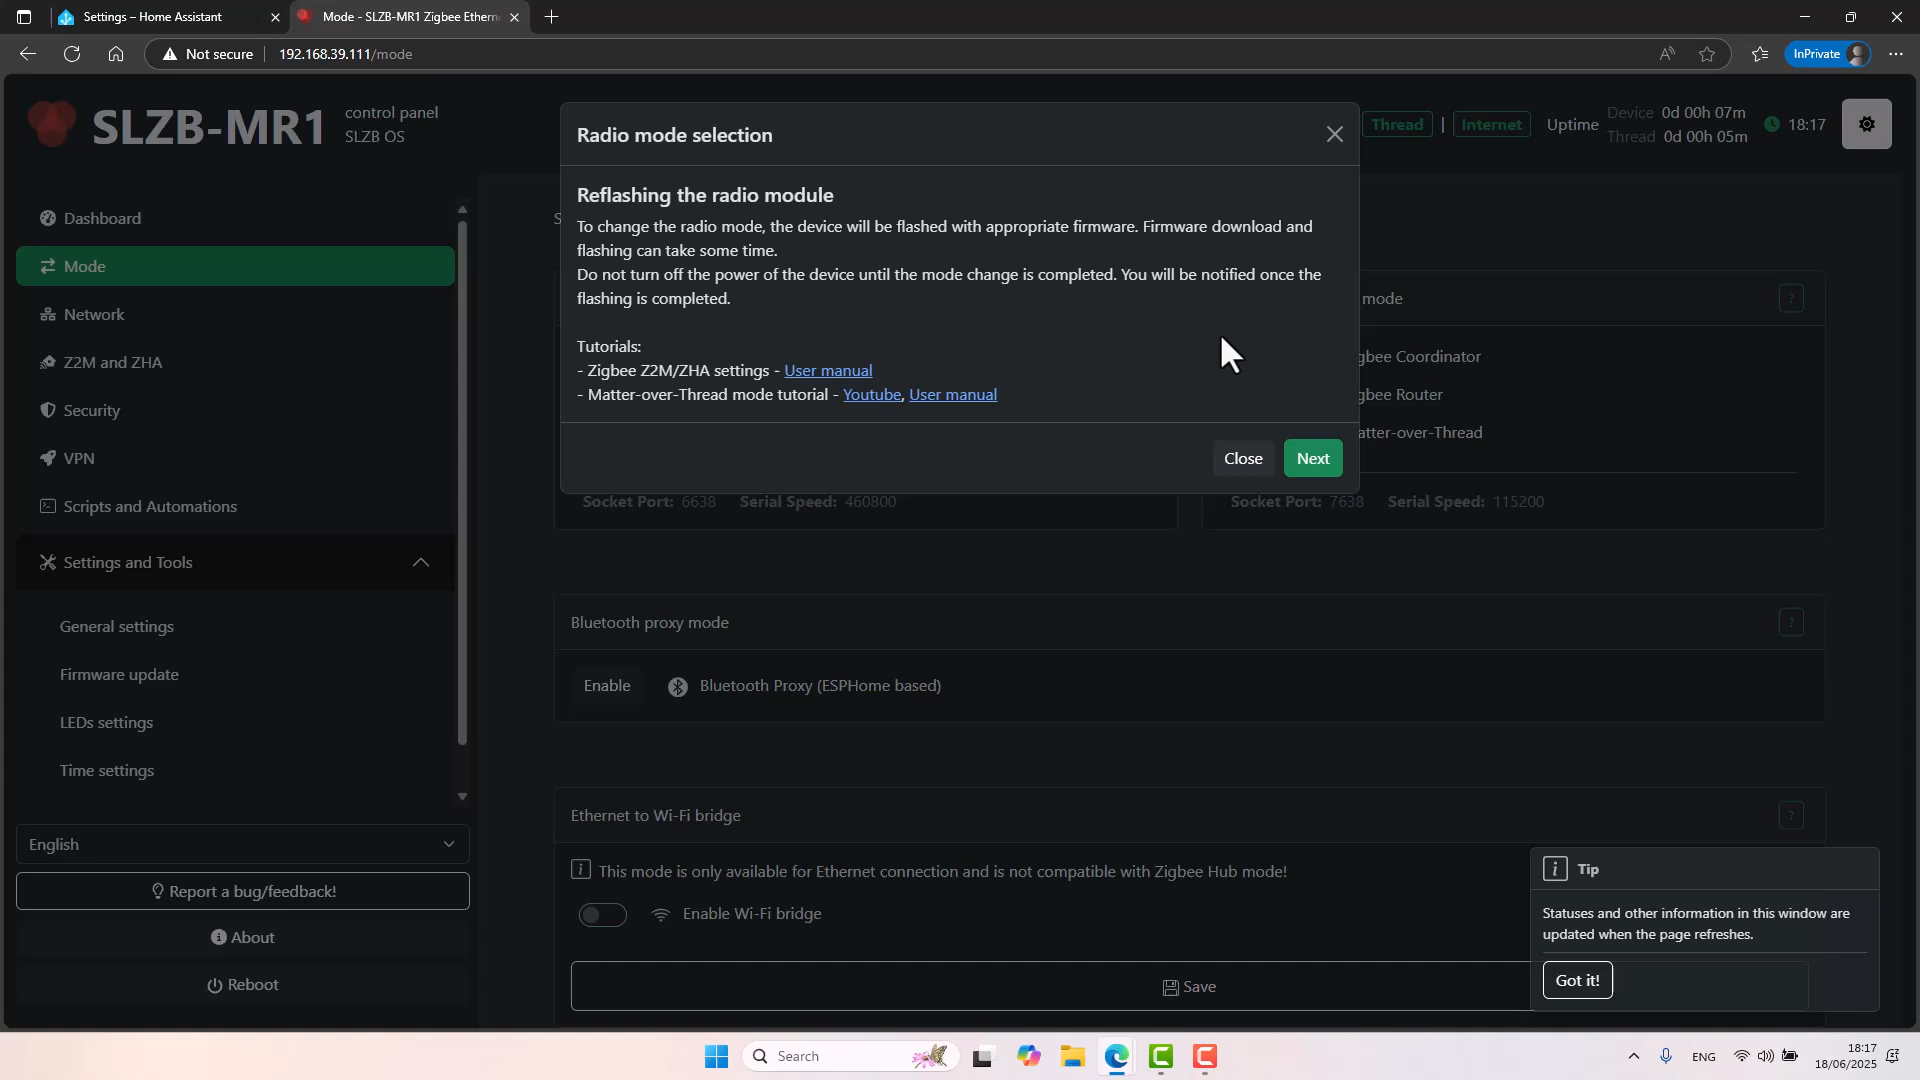 Settings – Home Assistant
Mode - SLZB-MR1 Zigbee Ethern
Not secure
192.168.39.111/mode
InPrivate
SLZB-MR1
control panel
SLZB OS
Radio mode selection
Thread | Internet
Uptime
Device 0d 00h 07m
Thread 0d 00h 05m
18:17
Dashboard
Mode
Network
Z2M and ZHA
Security
VPN
Scripts and Automations
Settings and Tools
General settings
Firmware update
LEDs settings
Time settings
English
Report a bug/feedback!
About
Reboot
Reflashing the radio module
To change the radio mode, the device will be flashed with appropriate firmware. Firmware download and
flashing can take some time.
Do not turn off the power of the device until the mode change is completed. You will be notified once the
flashing is completed.
Tutorials:
- Zigbee Z2M/ZHA settings - User manual
- Matter-over-Thread mode tutorial - Youtube, User manual
Close
Next
S
mode
?
gbee Coordinator
gbee Router
atter-over-Thread
Socket Port: 6638 Serial Speed: 460800
Socket Port: 7638 Serial Speed: 115200
Bluetooth proxy mode
?
Enable
Bluetooth Proxy (ESPHome based)
Ethernet to Wi-Fi bridge
?
i This mode is only available for Ethernet connection and is not compatible with Zigbee Hub mode!
Enable Wi-Fi bridge
Save
i Tip
Statuses and other information in this window are
updated when the page refreshes.
Got it!
Search
ENG
18:17
18/06/2025